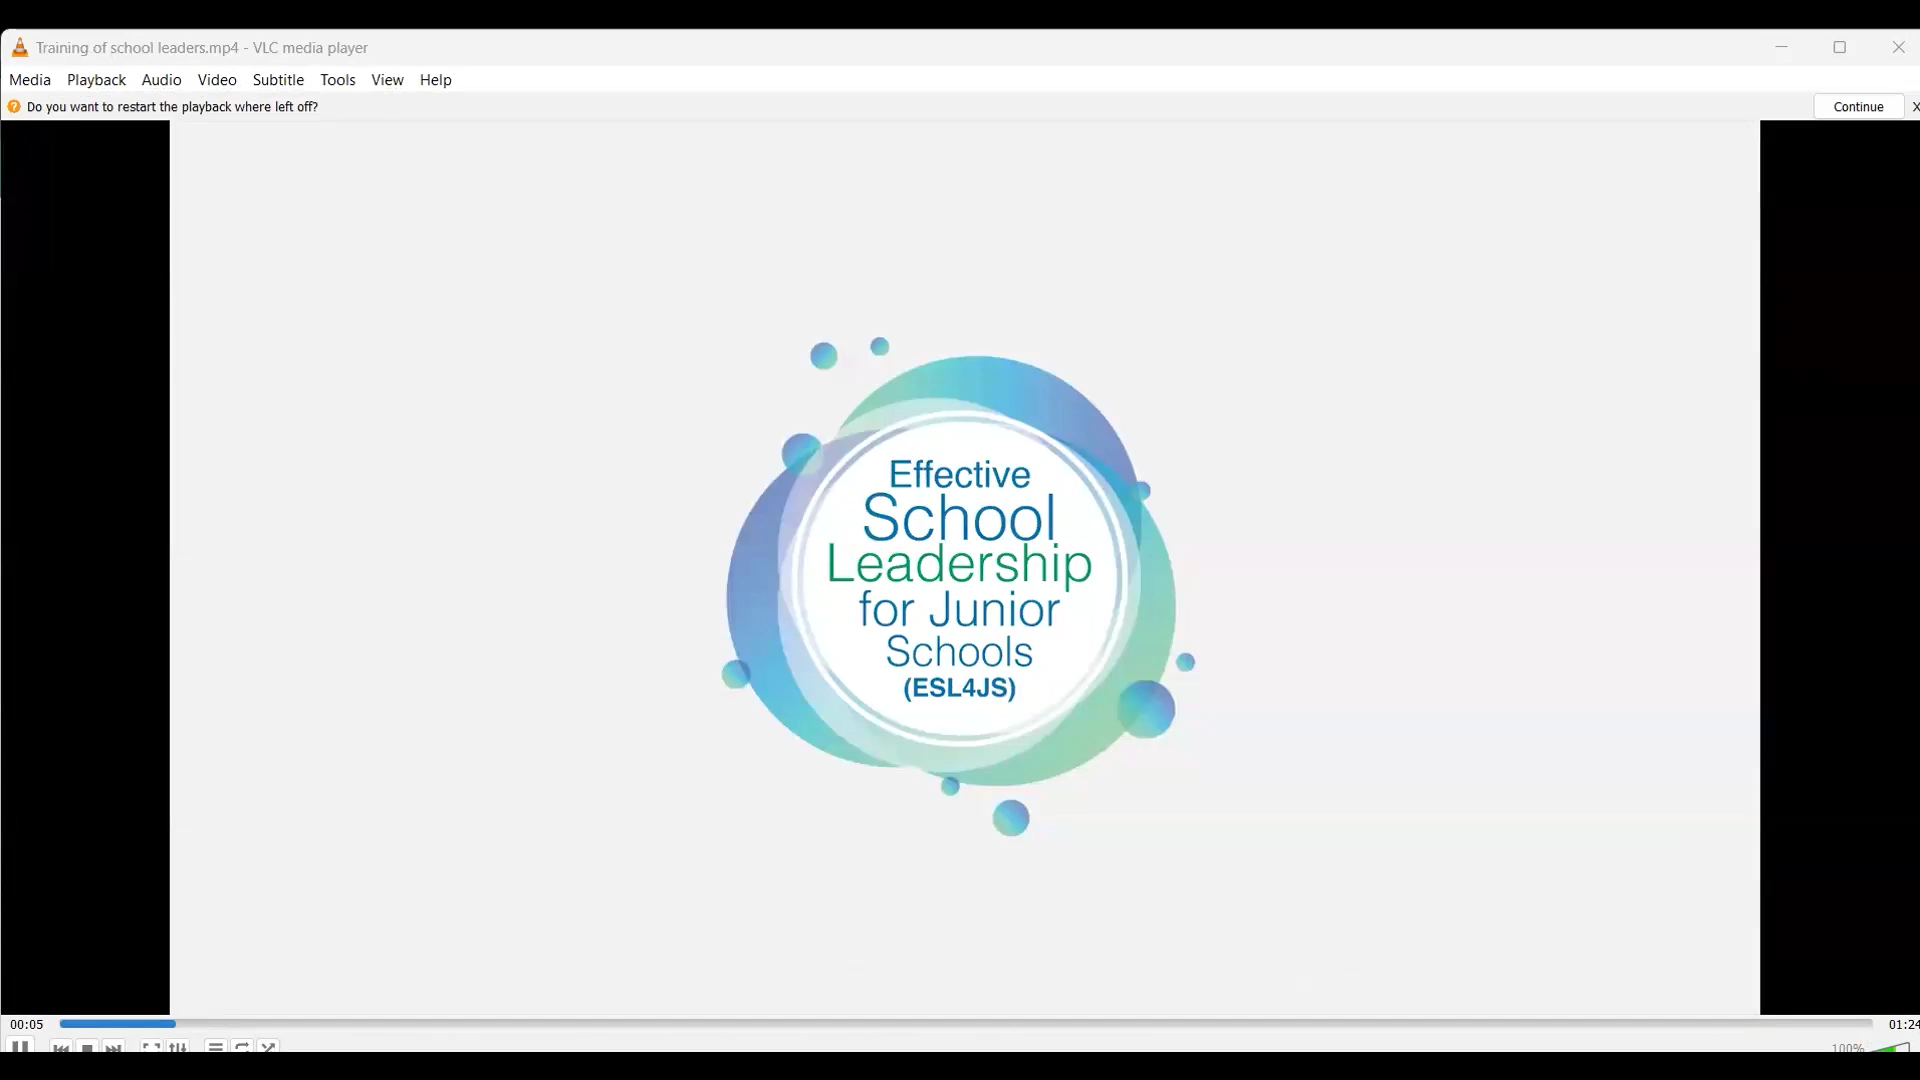 Training of school leaders.mp4 - VLC media player
Media Playback Audio Video Subtitle Tools View Help
Do you want to restart the playback where left off? Continue X
Effective
School
Leadership
for Junior
Schools
(ESL4JS)
00:05 01:24
100%